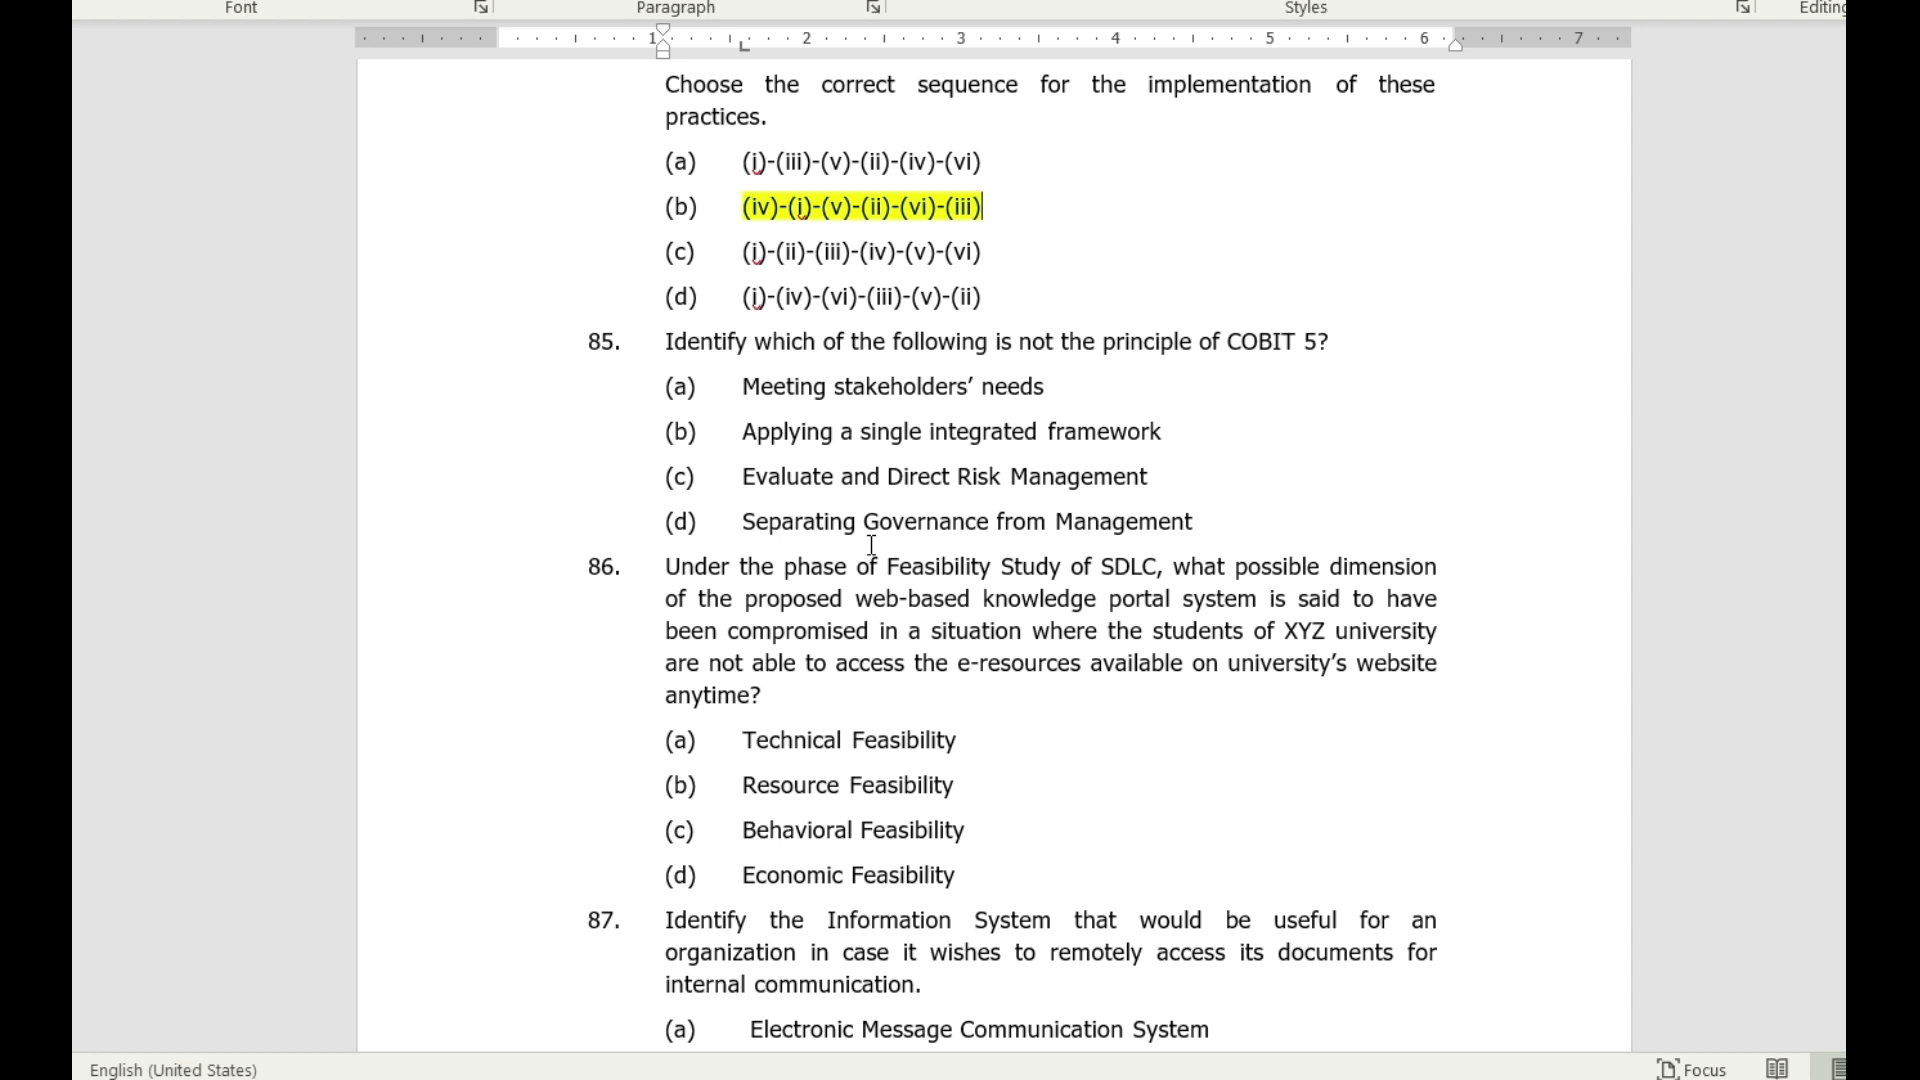 Font Paragraph Styles Editing
1 2 3 4 5 6 7
Choose the correct sequence for the implementation of these
practices.
(a) (i)-(iii)-(v)-(ii)-(iv)-(vi)
(b) (iv)-(i)-(v)-(ii)-(vi)-(iii)
(c) (i)-(ii)-(iii)-(iv)-(v)-(vi)
(d) (i)-(iv)-(vi)-(iii)-(v)-(ii)
85. Identify which of the following is not the principle of COBIT 5?
(a) Meeting stakeholders’ needs
(b) Applying a single integrated framework
(c) Evaluate and Direct Risk Management
(d) Separating Governance from Management
86. Under the phase of Feasibility Study of SDLC, what possible dimension
of the proposed web-based knowledge portal system is said to have
been compromised in a situation where the students of XYZ university
are not able to access the e-resources available on university’s website
anytime?
(a) Technical Feasibility
(b) Resource Feasibility
(c) Behavioral Feasibility
(d) Economic Feasibility
87. Identify the Information System that would be useful for an
organization in case it wishes to remotely access its documents for
internal communication.
(a) Electronic Message Communication System
English (United States) Focus